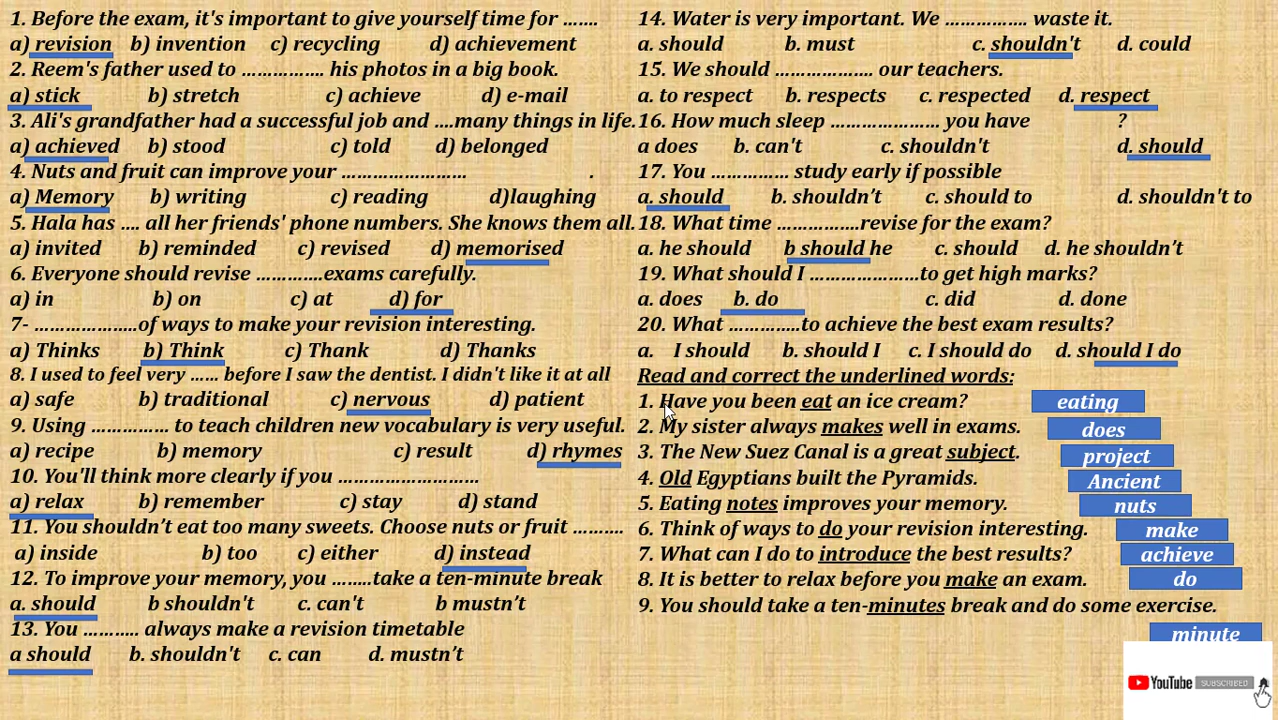 1. Before the exam, it's important to give yourself time for .......
a) revision b) invention c) recycling d) achievement
2. Reem's father used to ................ his photos in a big book.
a) stick b) stretch c) achieve d) e-mail
3. Ali's grandfather had a successful job and ....many things in life.
a) achieved b) stood c) told d) belonged
4. Nuts and fruit can improve your ........................ .
a) Memory b) writing c) reading d)laughing
5. Hala has .... all her friends' phone numbers. She knows them all.
a) invited b) reminded c) revised d) memorised
6. Everyone should revise .............exams carefully.
a) in b) on c) at d) for
7- ....................of ways to make your revision interesting.
a) Thinks b) Think c) Thank d) Thanks
8. I used to feel very ...... before I saw the dentist. I didn't like it at all
a) safe b) traditional c) nervous d) patient
9. Using ............... to teach children new vocabulary is very useful.
a) recipe b) memory c) result d) rhymes
10. You'll think more clearly if you ...........................
a) relax b) remember c) stay d) stand
11. You shouldn’t eat too many sweets. Choose nuts or fruit ..........
a) inside b) too c) either d) instead
12. To improve your memory, you ........take a ten-minute break
a. should b shouldn't c. can't b mustn’t
13. You ........... always make a revision timetable
a should b. shouldn't c. can d. mustn’t
14. Water is very important. We ................ waste it.
a. should b. must c. shouldn't d. could
15. We should ................... our teachers.
a. to respect b. respects c. respected d. respect
16. How much sleep ..................... you have ?
a does b. can't c. shouldn't d. should
17. You ............... study early if possible
a. should b. shouldn’t c. should to d. shouldn't to
18. What time ................revise for the exam?
a. he should b should he c. should d. he shouldn’t
19. What should I .....................to get high marks?
a. does b. do c. did d. done
20. What ..............to achieve the best exam results?
a. I should b. should I c. I should do d. should I do
Read and correct the underlined words:
1. Have you been eat an ice cream? eating
2. My sister always makes well in exams. does
3. The New Suez Canal is a great subject. project
4. Old Egyptians built the Pyramids. Ancient
5. Eating notes improves your memory. nuts
6. Think of ways to do your revision interesting. make
7. What can I do to introduce the best results? achieve
8. It is better to relax before you make an exam. do
9. You should take a ten-minutes break and do some exercise.
minute
YouTube SUBSCRIBED